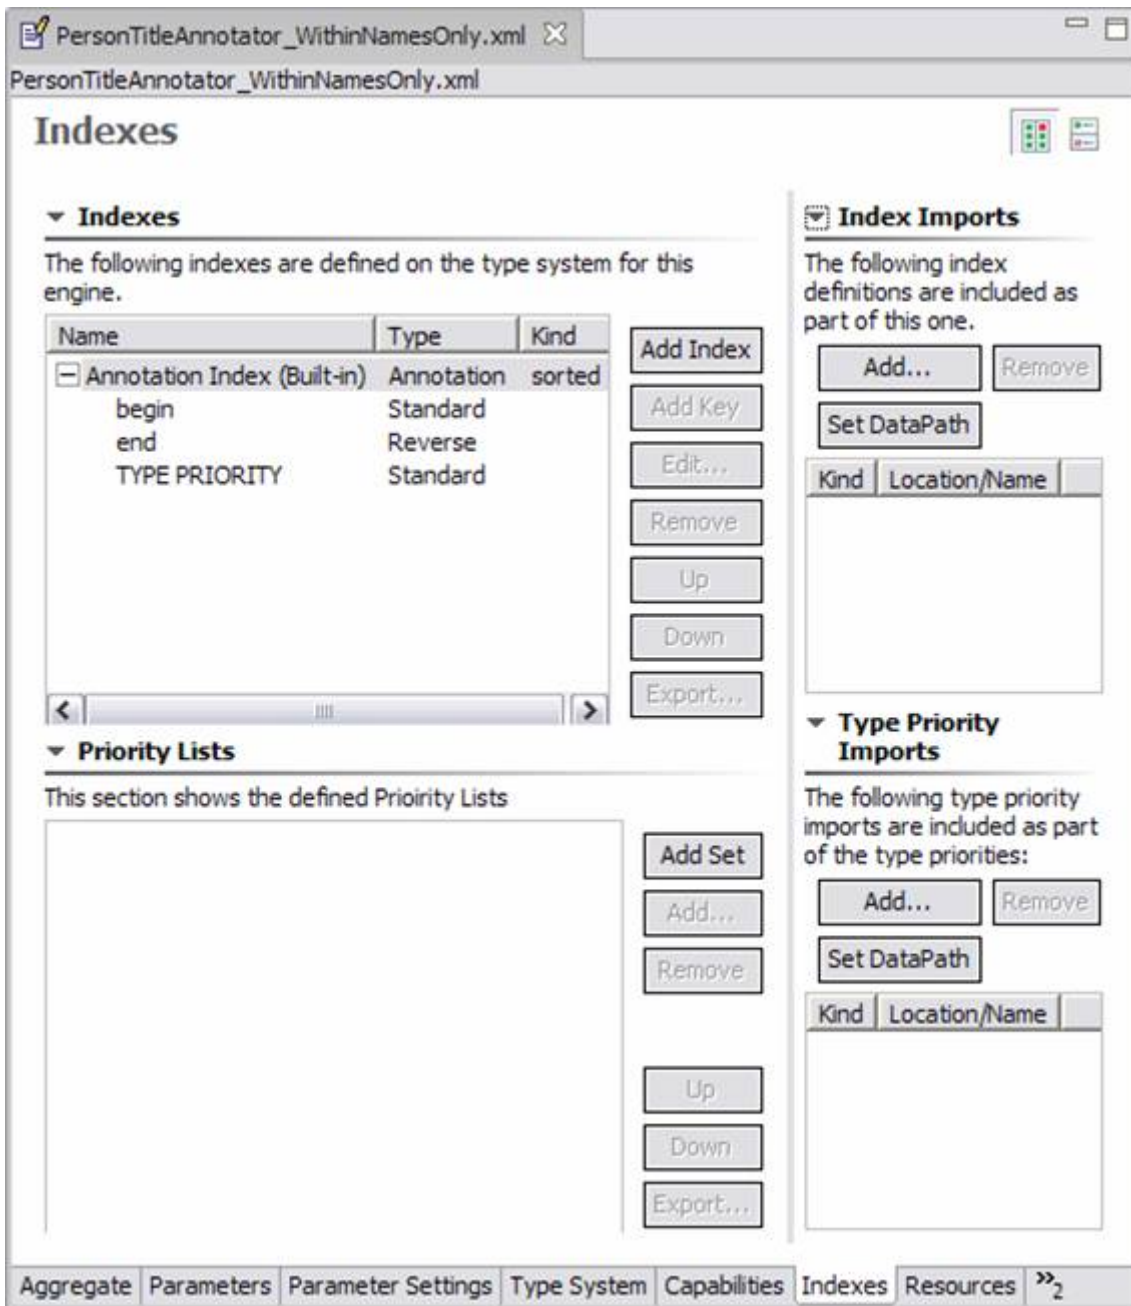 PersonTitleAnnotator_WithinNamesOnly.xml
PersonTitleAnnotator_WithinNamesOnly.xml
Indexes
Indexes
The following indexes are defined on the type system for this
engine.
Name Type Kind
Annotation Index (Built-in) Annotation sorted
begin Standard
end Reverse
TYPE PRIORITY Standard
Add Index
Add Key
Edit...
Remove
Up
Down
Export...
Priority Lists
This section shows the defined Prioirity Lists
Add Set
Add...
Remove
Up
Down
Export...
Index Imports
The following index
definitions are included as
part of this one.
Add... Remove
Set DataPath
Kind Location/Name
Type Priority
Imports
The following type priority
imports are included as part
of the type priorities:
Add... Remove
Set DataPath
Kind Location/Name
Aggregate Parameters Parameter Settings Type System Capabilities Indexes Resources »2